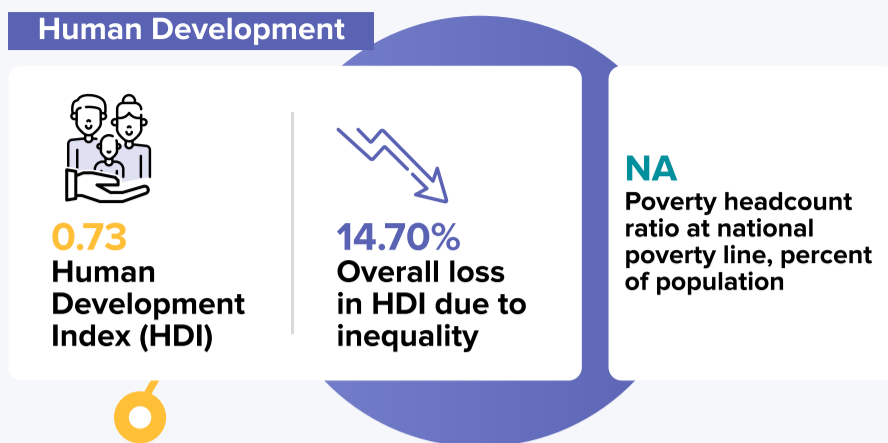 Human Development
0.73
Human
Development
Index (HDI)
14.70%
Overall loss
in HDI due to
inequality
NA
Poverty headcount
ratio at national
poverty line, percent
of population